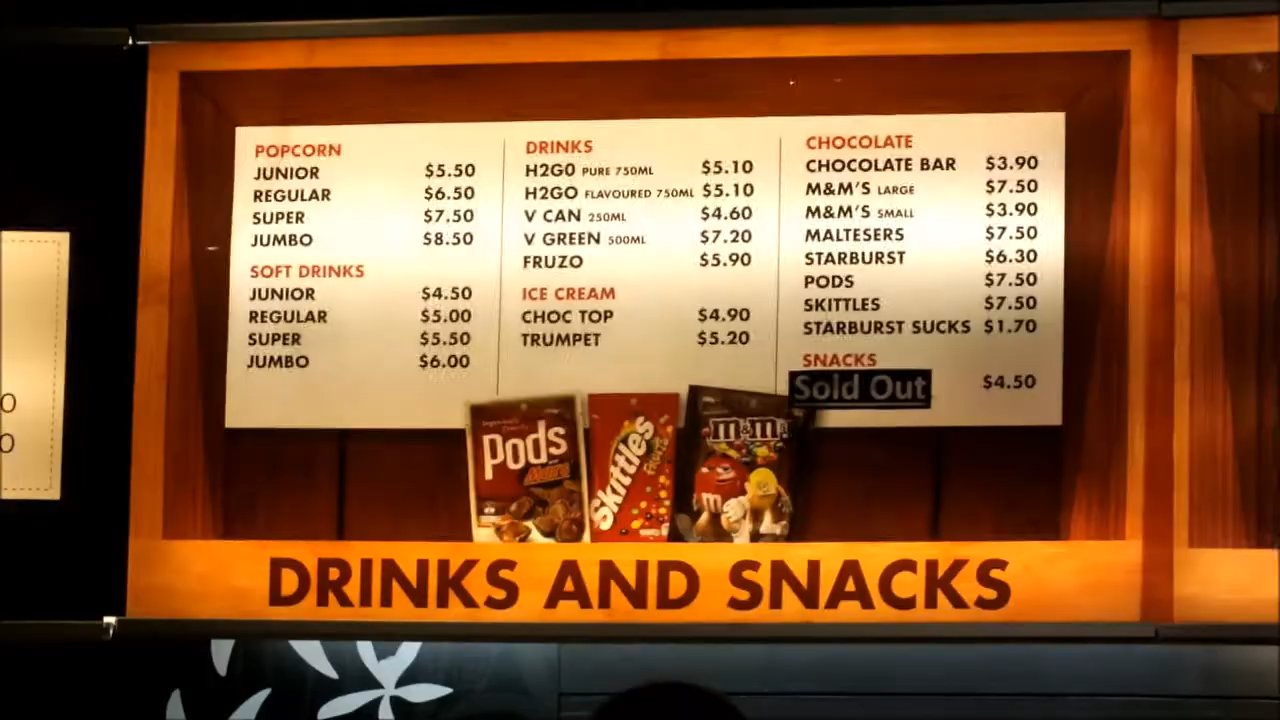 POPCORN
JUNIOR $5.50
REGULAR $6.50
SUPER $7.50
JUMBO $8.50
SOFT DRINKS
JUNIOR $4.50
REGULAR $5.00
SUPER $5.50
JUMBO $6.00
DRINKS
H2GO PURE 750ML $5.10
H2GO FLAVOURED 750ML $5.10
V CAN 250ML $4.60
V GREEN 500ML $7.20
FRUZO $5.90
ICE CREAM
CHOC TOP $4.90
TRUMPET $5.20
CHOCOLATE
CHOCOLATE BAR $3.90
M&M'S LARGE $7.50
M&M'S SMALL $3.90
MALTESERS $7.50
STARBURST $6.30
PODS $7.50
SKITTLES $7.50
STARBURST SUCKS $1.70
SNACKS
Sold Out $4.50
Pods
Skittles
FRUITS
m&m's
m
DRINKS AND SNACKS